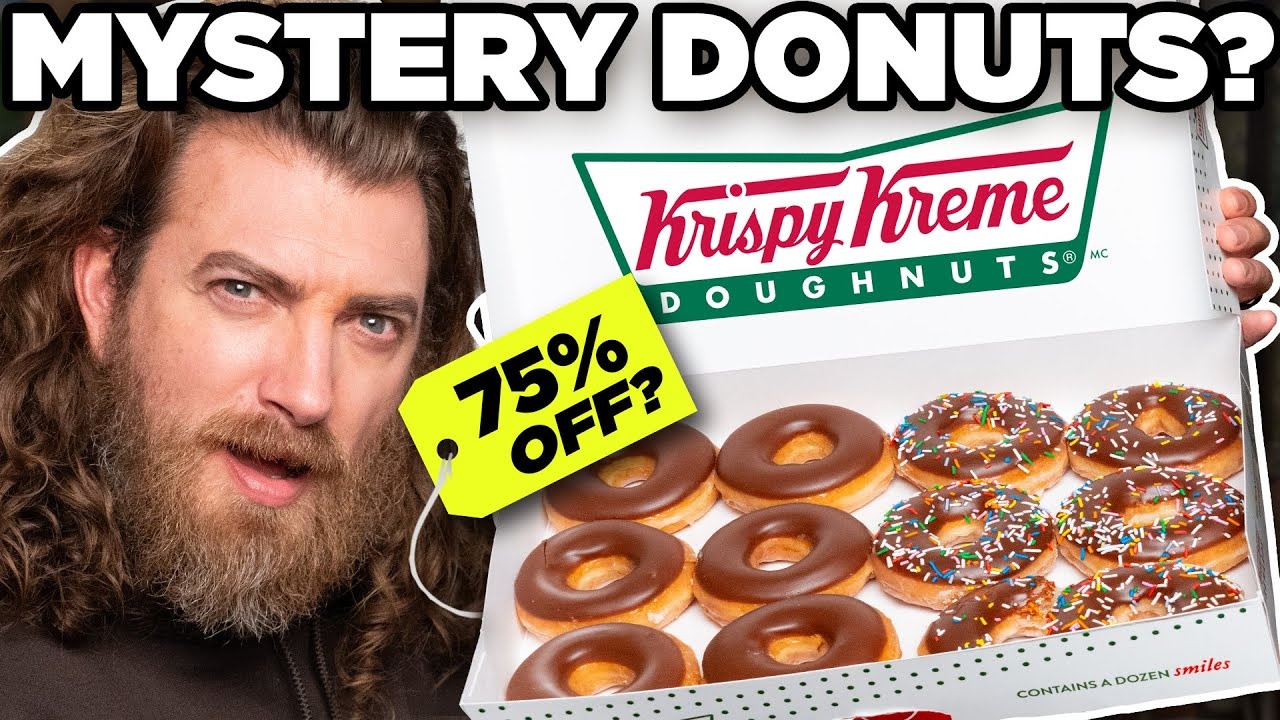 MYSTERY DONUTS?
Krispy Kreme
DOUGHNUTS® MC
75%
OFF?
CONTAINS A DOZEN smiles